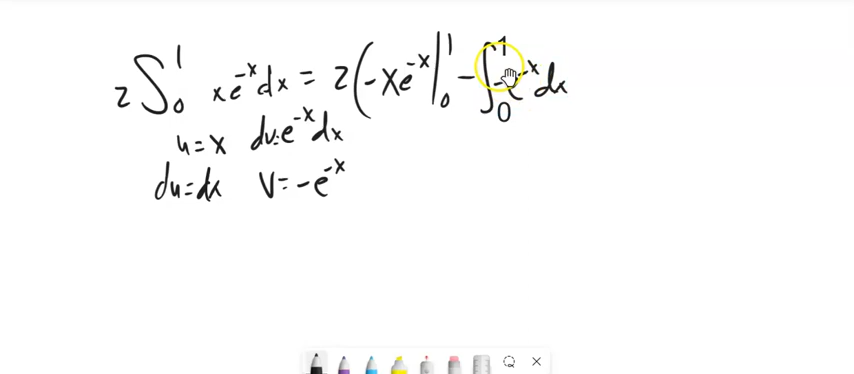 2∫₀¹ xe⁻ˣdx = 2(-xe⁻ˣ|₀¹ - ∫₀¹ -e⁻ˣdx
u=x dv=e⁻ˣdx
du=dx v=-e⁻ˣ